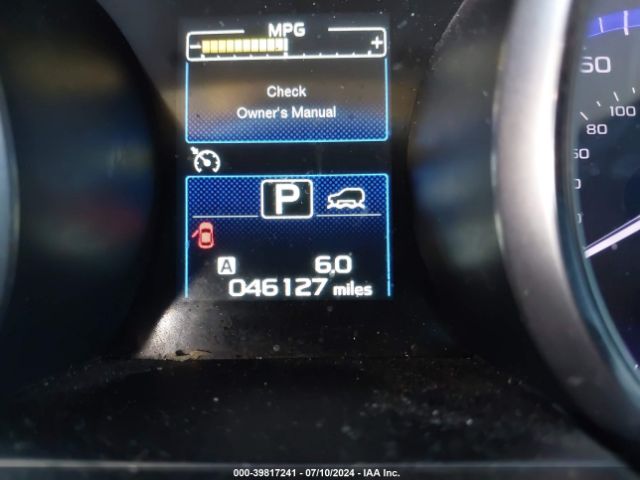 MPG
- +
Check
Owner's Manual
P
A 6.0
046127 miles
60
100
80
000-39817241 - 07/10/2024 - IAA Inc.